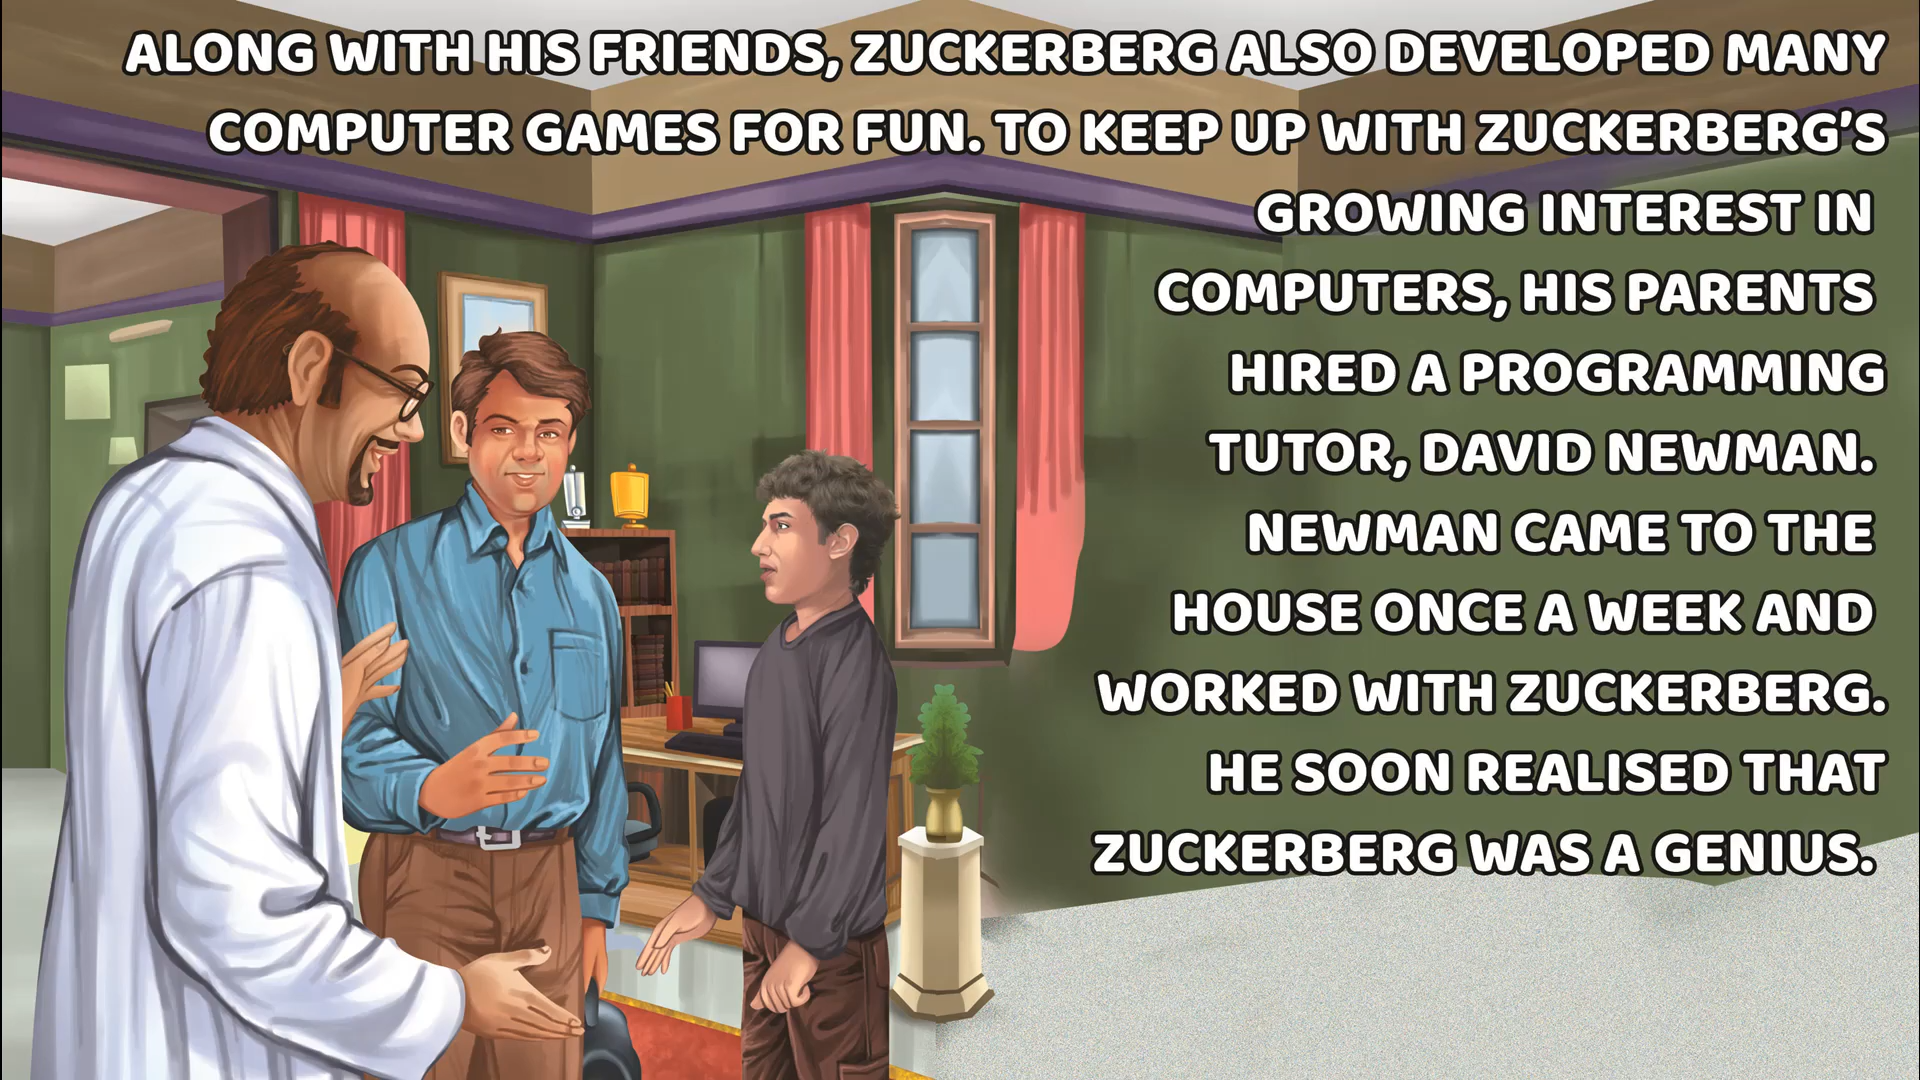 ALONG WITH HIS FRIENDS, ZUCKERBERG ALSO DEVELOPED MANY
COMPUTER GAMES FOR FUN. TO KEEP UP WITH ZUCKERBERG'S
GROWING INTEREST IN
COMPUTERS, HIS PARENTS
HIRED A PROGRAMMING
TUTOR, DAVID NEWMAN.
NEWMAN CAME TO THE
HOUSE ONCE A WEEK AND
WORKED WITH ZUCKERBERG.
HE SOON REALISED THAT
ZUCKERBERG WAS A GENIUS.